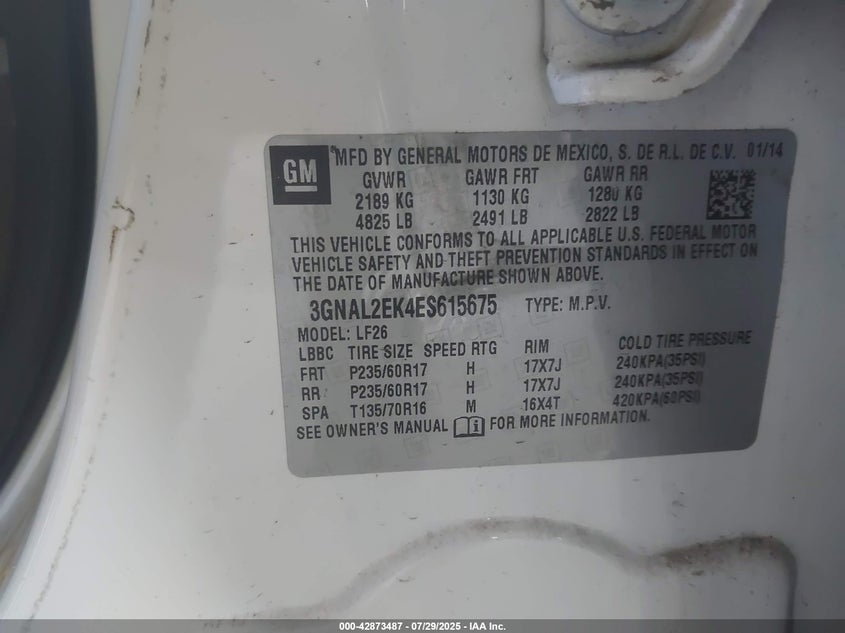 GM
MFD BY GENERAL MOTORS DE MEXICO, S. DE R.L. DE C.V. 01/14
GVWR GAWR FRT GAWR RR
2189 KG 1130 KG 1280 KG
4825 LB 2491 LB 2822 LB
THIS VEHICLE CONFORMS TO ALL APPLICABLE U.S. FEDERAL MOTOR
VEHICLE SAFETY AND THEFT PREVENTION STANDARDS IN EFFECT ON
THE DATE OF MANUFACTURE SHOWN ABOVE.
3GNAL2EK4ES615675 TYPE: M.P.V.
MODEL: LF26
LBBC TIRE SIZE SPEED RTG RIM COLD TIRE PRESSURE
FRT P235/60R17 H 17X7J 240KPA(35PSI)
RR P235/60R17 H 17X7J 240KPA(35PSI)
SPA T135/70R16 M 16X4T 420KPA(60PSI)
SEE OWNER'S MANUAL FOR MORE INFORMATION.
000-42873487 | 07/29/2025 - IAA Inc.